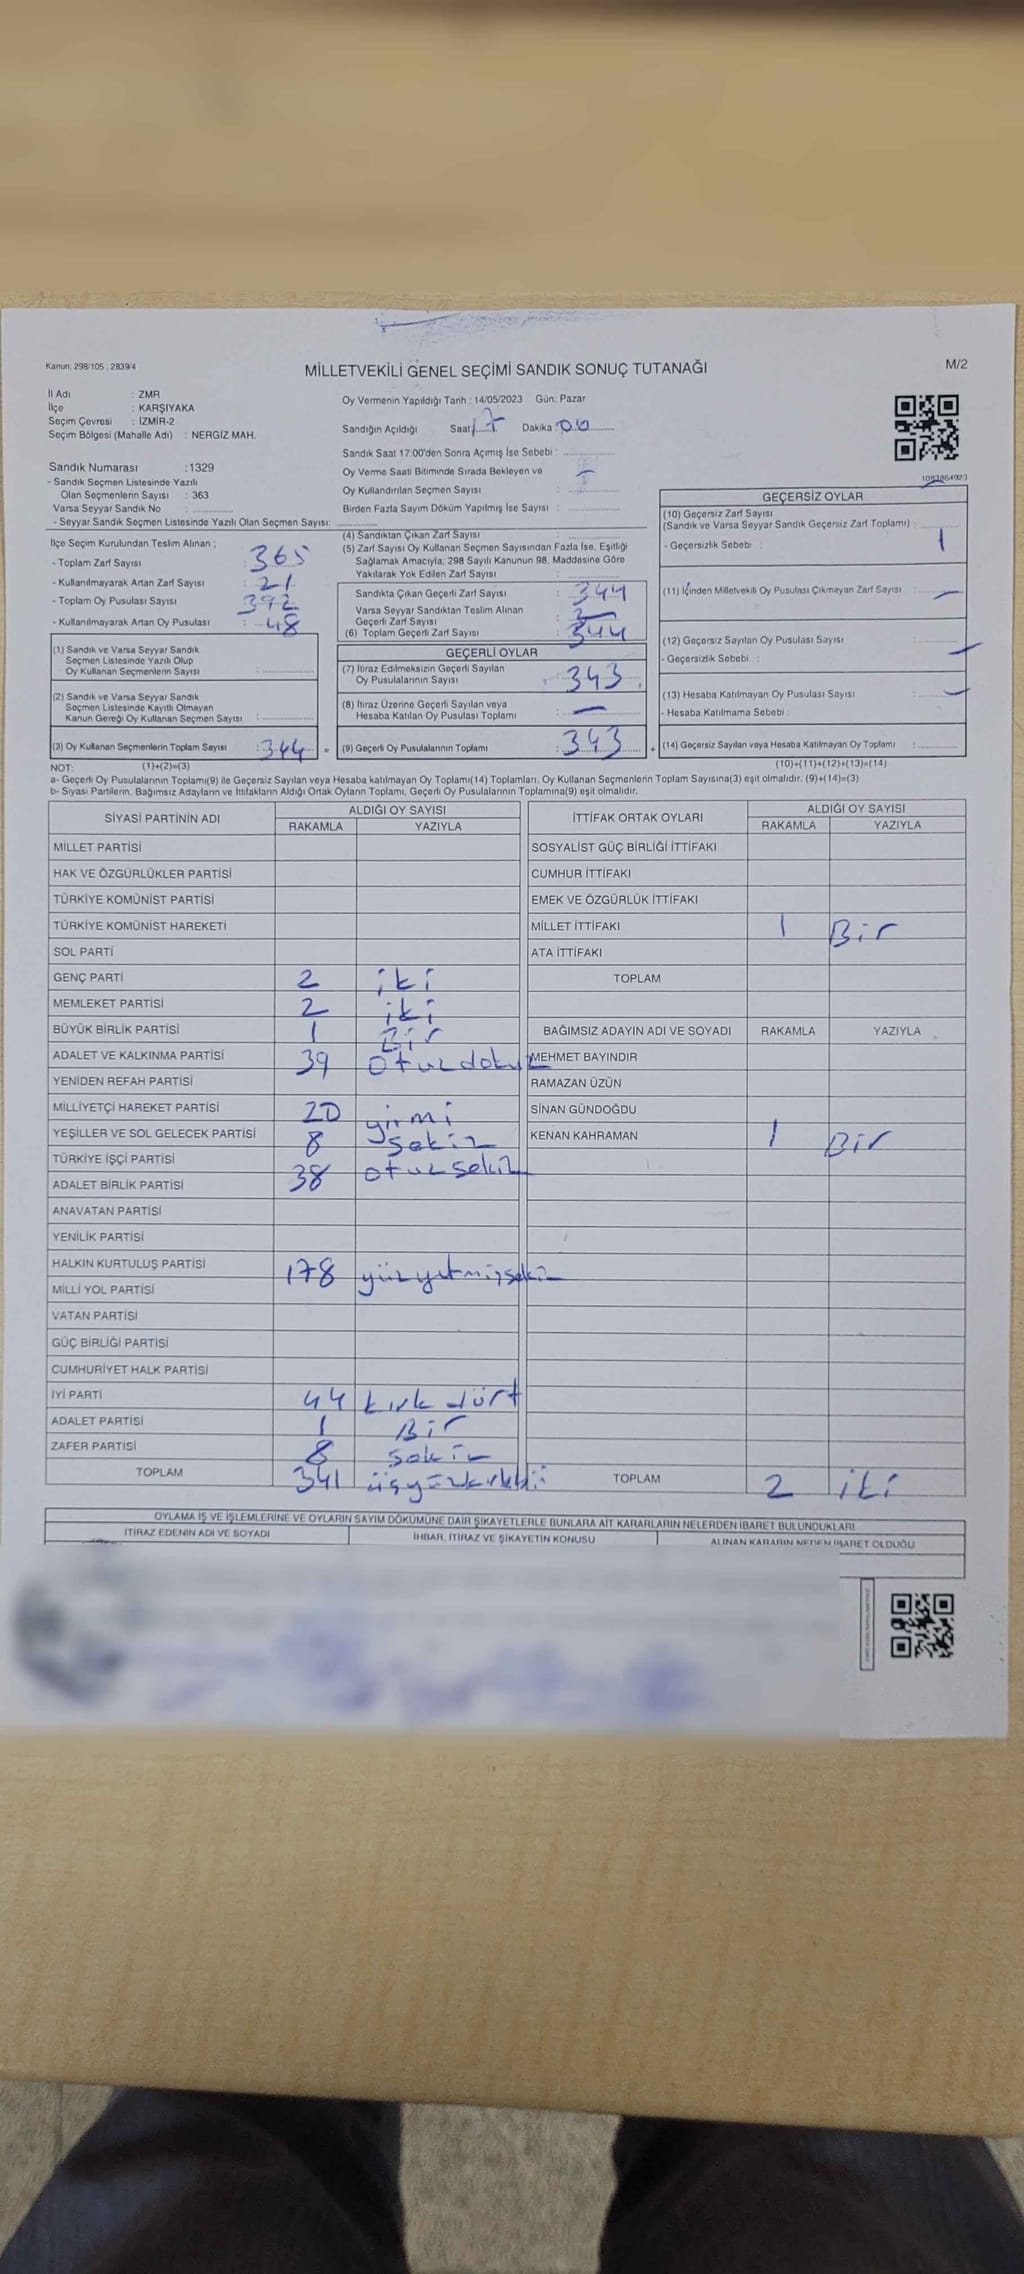 Kanun: 298/105 , 2839/4
MİLLETVEKİLİ GENEL SEÇİMİ SANDIK SONUÇ TUTANAĞI
M/2
İl Adı : ZMR
İlçe : KARŞIYAKA
Seçim Çevresi : İZMİR-2
Seçim Bölgesi (Mahalle Adı) : NERGİZ MAH.
Sandık Numarası :1329
- Sandık Seçmen Listesinde Yazılı
Olan Seçmenlerin Sayısı : 363
Varsa Seyyar Sandık No
- Seyyar Sandık Seçmen Listesinde Yazılı Olan Seçmen Sayısı:
Oy Vermenin Yapıldığı Tarih : 14/05/2023 Gün: Pazar
Sandığın Açıldığı Saat 17 Dakika : 00
Sandık Saat 17.00'den Sonra Açımış İse Sebebi :
Oy Verme Saati Bitiminde Sırada Bekleyen ve : —
Oy Kullandırılan Seçmen Sayısı :
Birden Fazla Sayım Döküm Yapılmış İse Sayısı :
İlçe Seçim Kurulundan Teslim Alınan ;
- Toplam Zarf Sayısı : 365
- Kullanılmayarak Artan Zarf Sayısı : 21
- Toplam Oy Pusulası Sayısı : 392
- Kullanılmayarak Artan Oy Pusulası : 48
(1) Sandık ve Varsa Seyyar Sandık
Seçmen Listesinde Yazılı Olup
Oy Kullanan Seçmenlerin Sayısı :
(2) Sandık ve Varsa Seyyar Sandık
Seçmen Listesinde Kayıtlı Olmayan
Kanun Gereği Oy Kullanan Seçmen Sayısı :
(3) Oy Kullanan Seçmenlerin Toplam Sayısı : 344 =
(4) Sandıktan Çıkan Zarf Sayısı :
(5) Zarf Sayısı Oy Kullanan Seçmen Sayısından Fazla İse, Eşitliği
Sağlamak Amacıyla; 298 Sayılı Kanunun 98. Maddesine Göre
Yakılarak Yok Edilen Zarf Sayısı :
Sandıkta Çıkan Geçerli Zarf Sayısı : 344
Varsa Seyyar Sandıktan Teslim Alınan
Geçerli Zarf Sayısı :
(6) Toplam Geçerli Zarf Sayısı : 344
GEÇERLİ OYLAR
(7) İtiraz Edilmeksizin Geçerli Sayılan
Oy Pusulalarının Sayısı : 343
(8) İtiraz Üzerine Geçerli Sayılan veya
Hesaba Katılan Oy Pusulası Toplamı : —
(9) Geçerli Oy Pusulalarının Toplamı : 343 +
1093864923
GEÇERSİZ OYLAR
(10) Geçersiz Zarf Sayısı
(Sandık ve Varsa Seyyar Sandık Geçersiz Zarf Toplamı) :
- Geçersizlik Sebebi : 1
(11) İçinden Milletvekili Oy Pusulası Çıkmayan Zarf Sayısı : —
(12) Geçersiz Sayılan Oy Pusulası Sayısı : —
- Geçersizlik Sebebi :
(13) Hesaba Katılmayan Oy Pusulası Sayısı : —
- Hesaba Katılmama Sebebi :
(14) Geçersiz Sayılan veya Hesaba Katılmayan Oy Toplamı :
NOT: (1)+(2)=(3) (10)+(11)+(12)+(13)=(14)
a- Geçerli Oy Pusulalarının Toplamı(9) ile Geçersiz Sayılan veya Hesaba katılmayan Oy Toplamı(14) Toplamları, Oy Kullanan Seçmenlerin Toplam Sayısına(3) eşit olmalıdır. (9)+(14)=(3)
b- Siyasi Partilerin, Bağımsız Adayların ve İttifakların Aldığı Ortak Oyların Toplamı, Geçerli Oy Pusulalarının Toplamına(9) eşit olmalıdır.
SİYASİ PARTİNİN ADI ALDIĞI OY SAYISI
RAKAMLA YAZIYLA
MİLLET PARTİSİ
HAK VE ÖZGÜRLÜKLER PARTİSİ
TÜRKİYE KOMÜNİST PARTİSİ
TÜRKİYE KOMÜNİST HAREKETİ
SOL PARTİ
GENÇ PARTİ 2 iki
MEMLEKET PARTİSİ 2 iki
BÜYÜK BİRLİK PARTİSİ 1 Bir
ADALET VE KALKINMA PARTİSİ 39 otuzdokuz
YENİDEN REFAH PARTİSİ
MİLLİYETÇİ HAREKET PARTİSİ 20 yirmi
YEŞİLLER VE SOL GELECEK PARTİSİ 8 sekiz
TÜRKİYE İŞÇİ PARTİSİ 38 otuzsekiz
ADALET BİRLİK PARTİSİ
ANAVATAN PARTİSİ
YENİLİK PARTİSİ
HALKIN KURTULUŞ PARTİSİ 178 yüzyetmişsekiz
MİLLİ YOL PARTİSİ
VATAN PARTİSİ
GÜÇ BİRLİĞİ PARTİSİ
CUMHURİYET HALK PARTİSİ
İYİ PARTİ 44 kırk dört
ADALET PARTİSİ 1 Bir
ZAFER PARTİSİ 8 sekiz
TOPLAM 341 üçyüzkırkbir
İTTİFAK ORTAK OYLARI ALDIĞI OY SAYISI
RAKAMLA YAZIYLA
SOSYALİST GÜÇ BİRLİĞİ İTTİFAKI
CUMHUR İTTİFAKI
EMEK VE ÖZGÜRLÜK İTTİFAKI
MİLLET İTTİFAKI 1 Bir
ATA İTTİFAKI
TOPLAM
BAĞIMSIZ ADAYIN ADI VE SOYADI RAKAMLA YAZIYLA
MEHMET BAYINDIR
RAMAZAN ÜZÜN
SİNAN GÜNDOĞDU
KENAN KAHRAMAN 1 Bir
TOPLAM 2 iki
OYLAMA İŞ VE İŞLEMLERİNE VE OYLARIN SAYIM DÖKÜMÜNE DAİR ŞİKAYETLERLE BUNLARA AİT KARARLARIN NELERDEN İBARET BULUNDUKLARI
İTİRAZ EDENİN ADI VE SOYADI İHBAR, İTİRAZ VE ŞİKAYETİN KONUSU ALINAN KARARIN NEDEN İBARET OLDUĞU